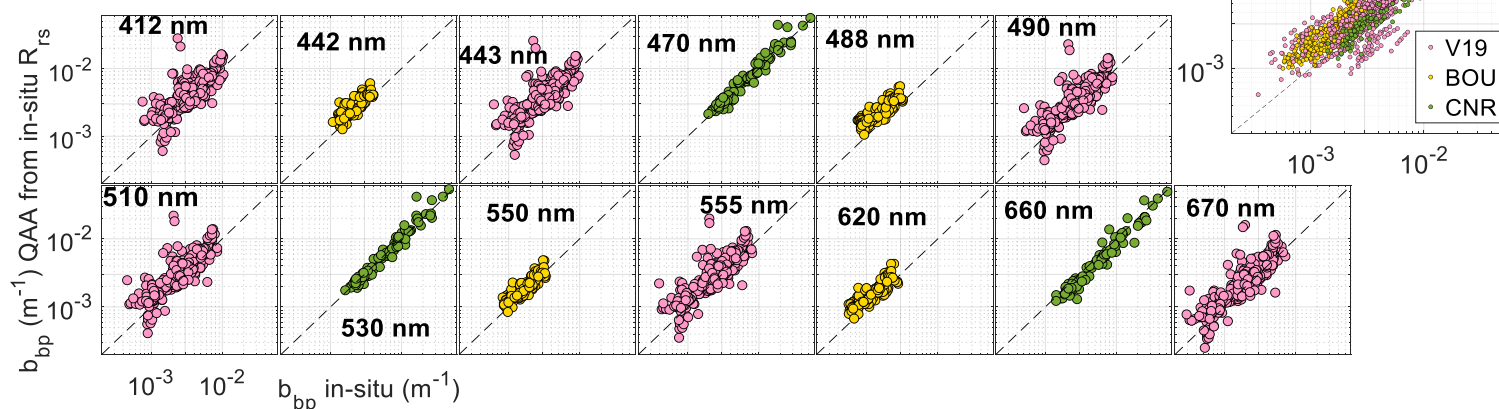 412 nm
442 nm
443 nm
470 nm
488 nm
490 nm
510 nm
530 nm
550 nm
555 nm
620 nm
660 nm
670 nm
10⁻²
10⁻³
10⁻²
10⁻³
10⁻³ 10⁻²
b_bp (m⁻¹) QAA from in-situ R_rs
b_bp in-situ (m⁻¹)
10⁻³
10⁻³ 10⁻²
V19
BOU
CNR